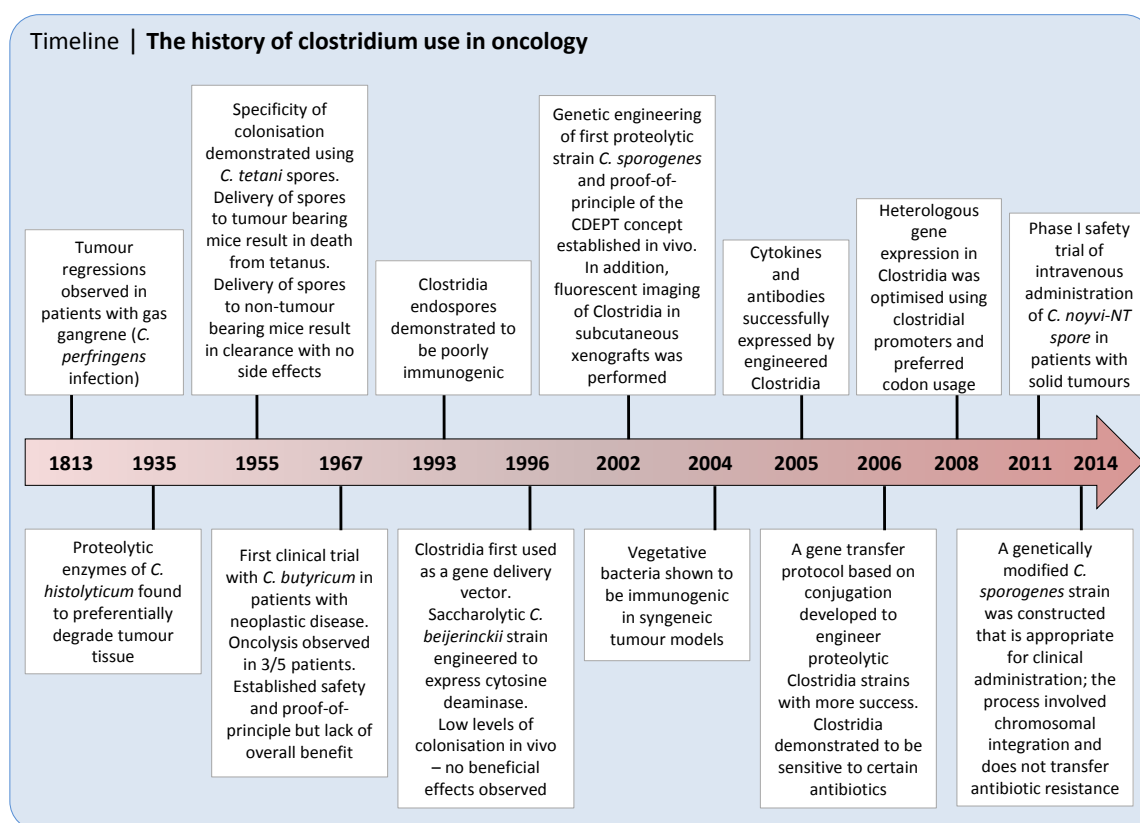 Timeline | The history of clostridium use in oncology
Tumour
regressions
observed in
patients with gas
gangrene (C.
perfringens
infection)
Specificity of
colonisation
demonstrated using
C. tetani spores.
Delivery of spores
to tumour bearing
mice result in death
from tetanus.
Delivery of spores
to non-tumour
bearing mice result
in clearance with no
side effects
Clostridia
endospores
demonstrated to
be poorly
immunogenic
Genetic engineering
of first proteolytic
strain C. sporogenes
and proof-of-
principle of the
CDEPT concept
established in vivo.
In addition,
fluorescent imaging
of Clostridia in
subcutaneous
xenografts was
performed
Cytokines
and
antibodies
successfully
expressed by
engineered
Clostridia
Heterologous
gene
expression in
Clostridia was
optimised using
clostridial
promoters and
preferred
codon usage
Phase I safety
trial of
intravenous
administration
of C. noyvi-NT
spore in
patients with
solid tumours
1813 1935 1955 1967 1993 1996 2002 2004 2005 2006 2008 2011 2014
Proteolytic
enzymes of C.
histolyticum found
to preferentially
degrade tumour
tissue
First clinical trial
with C. butyricum in
patients with
neoplastic disease.
Oncolysis observed
in 3/5 patients.
Established safety
and proof-of-
principle but lack of
overall benefit
Clostridia first used
as a gene delivery
vector.
Saccharolytic C.
beijerinckii strain
engineered to
express cytosine
deaminase.
Low levels of
colonisation in vivo
– no beneficial
effects observed
Vegetative
bacteria shown to
be immunogenic
in syngeneic
tumour models
A gene transfer
protocol based on
conjugation
developed to
engineer
proteolytic
Clostridia strains
with more success.
Clostridia
demonstrated to be
sensitive to certain
antibiotics
A genetically
modified C.
sporogenes strain
was constructed
that is appropriate
for clinical
administration; the
process involved
chromosomal
integration and
does not transfer
antibiotic resistance